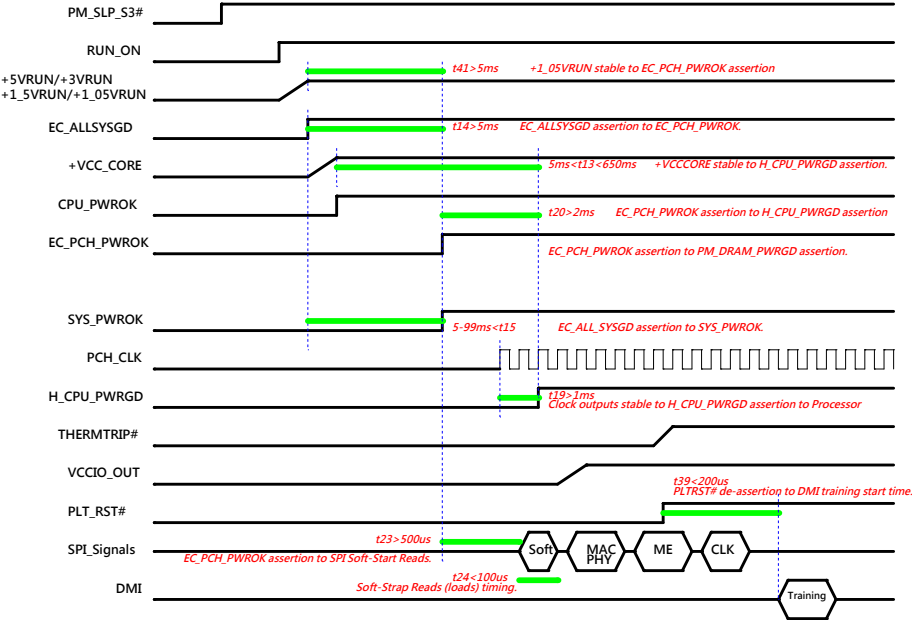 PM_SLP_S3#
RUN_ON
+5VRUN/+3VRUN
+1_5VRUN/+1_05VRUN
t41>5ms +1_05VRUN stable to EC_PCH_PWROK assertion
EC_ALLSYSGD
t14>5ms EC_ALLSYSGD assertion to EC_PCH_PWROK.
+VCC_CORE
5ms<t13<650ms +VCCCORE stable to H_CPU_PWRGD assertion.
CPU_PWROK
t20>2ms EC_PCH_PWROK assertion to H_CPU_PWRGD assertion
EC_PCH_PWROK
EC_PCH_PWROK assertion to PM_DRAM_PWRGD assertion.
SYS_PWROK
5-99ms<t15 EC_ALL_SYSGD assertion to SYS_PWROK.
PCH_CLK
H_CPU_PWRGD
t19>1ms
Clock outputs stable to H_CPU_PWRGD assertion to Processor
THERMTRIP#
VCCIO_OUT
t39<200us
PLTRST# de-assertion to DMI training start time.
PLT_RST#
t23>500us
SPI_Signals
Soft
MAC
PHY
ME
CLK
EC_PCH_PWROK assertion to SPI Soft-Start Reads.
t24<100us
Soft-Strap Reads (loads) timing.
DMI
Training